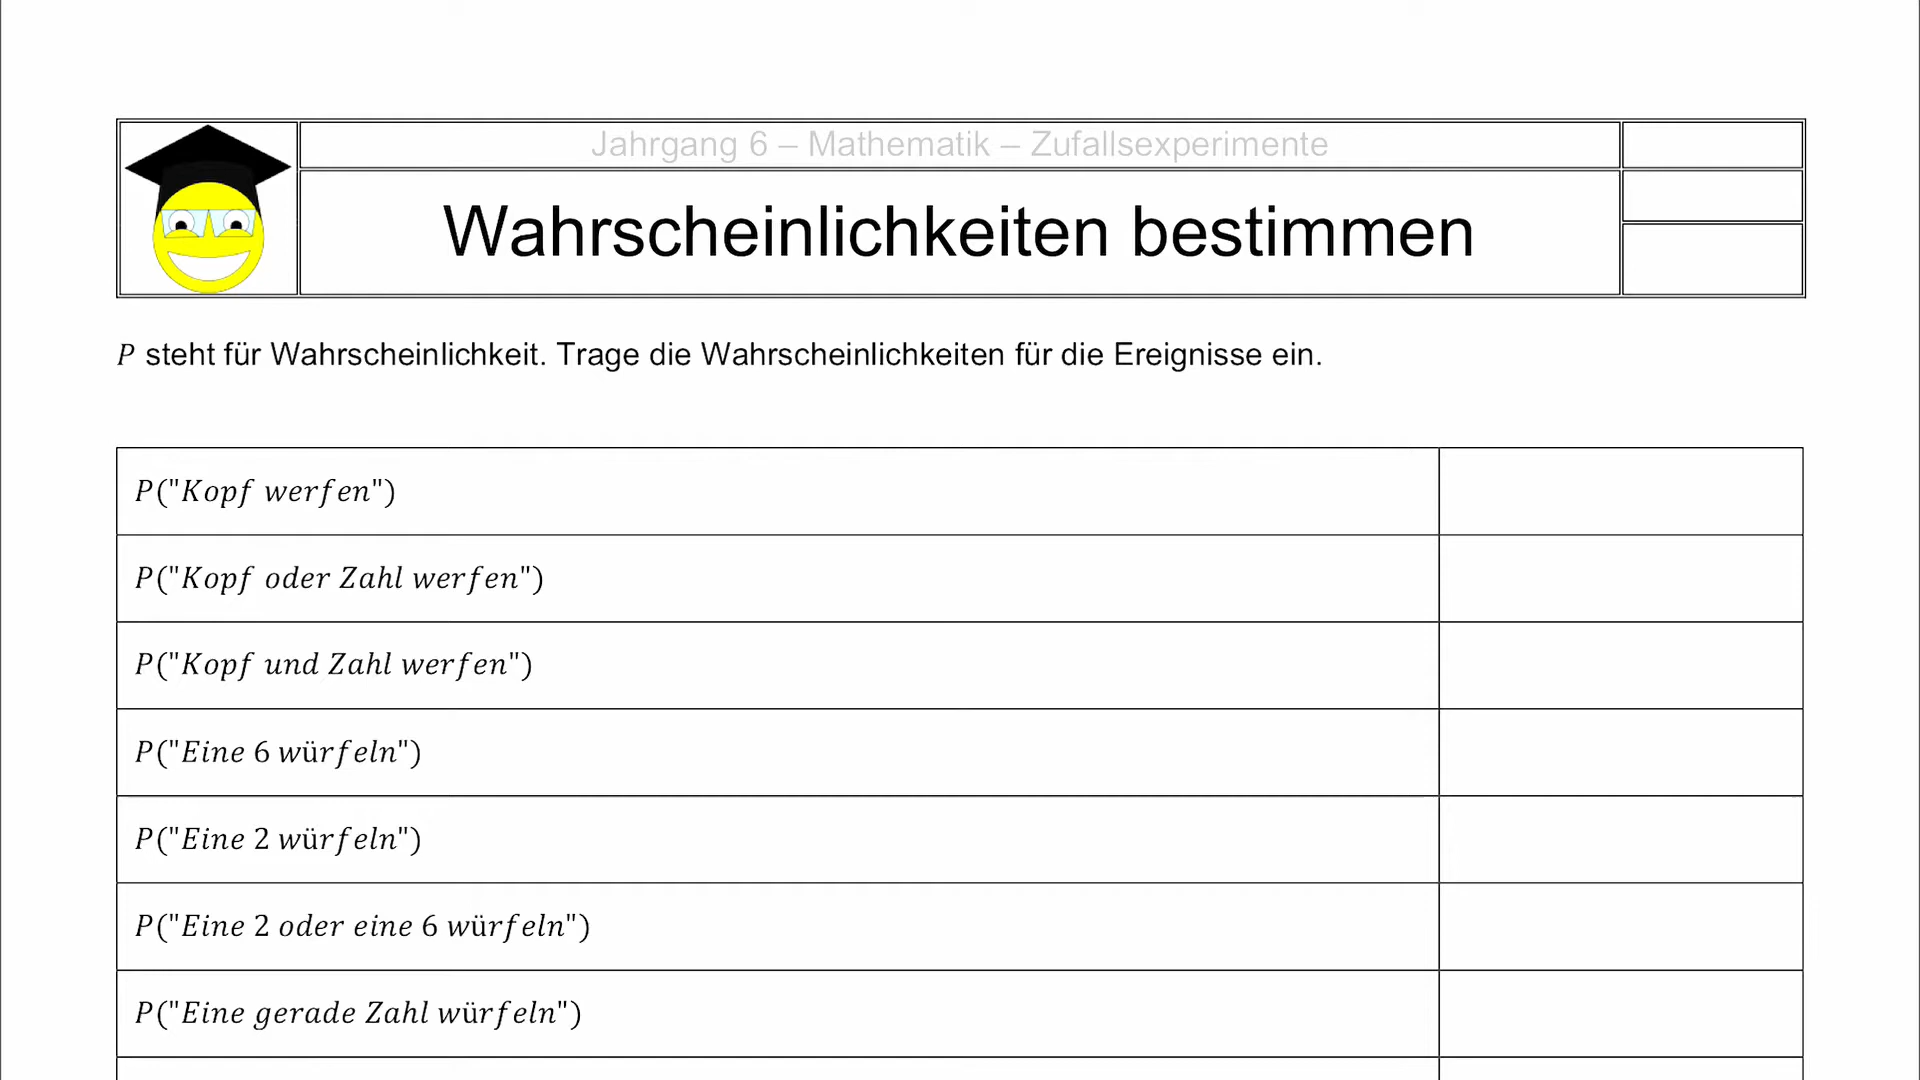 Jahrgang 6 – Mathematik – Zufallsexperimente
Wahrscheinlichkeiten bestimmen
P steht für Wahrscheinlichkeit. Trage die Wahrscheinlichkeiten für die Ereignisse ein.
P("Kopf werfen")
P("Kopf oder Zahl werfen")
P("Kopf und Zahl werfen")
P("Eine 6 würfeln")
P("Eine 2 würfeln")
P("Eine 2 oder eine 6 würfeln")
P("Eine gerade Zahl würfeln")